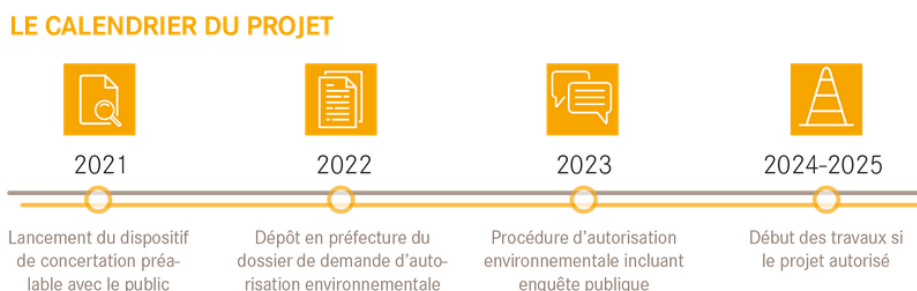 LE CALENDRIER DU PROJET
2021
Lancement du dispositif
de concertation préa-
lable avec le public
2022
Dépôt en préfecture du
dossier de demande d'auto-
risation environnementale
2023
Procédure d'autorisation
environnementale incluant
enquête publique
2024-2025
Début des travaux si
le projet autorisé